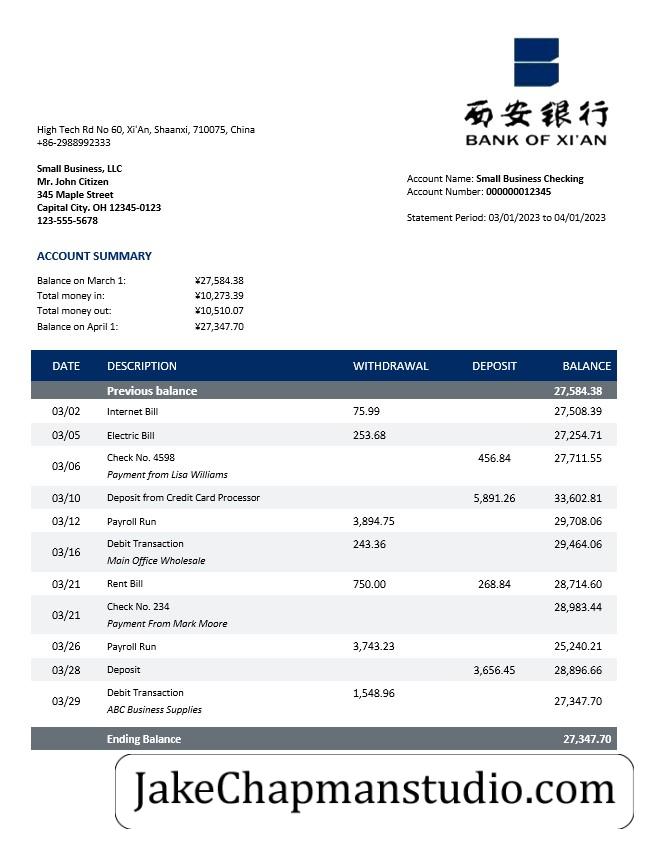 西安银行
BANK OF XI'AN
High Tech Rd No 60, Xi'An, Shaanxi, 710075, China
+86-2988992333
Small Business, LLC
Mr. John Citizen
345 Maple Street
Capital City. OH 12345-0123
123-555-5678
Account Name: Small Business Checking
Account Number: 000000012345
Statement Period: 03/01/2023 to 04/01/2023
ACCOUNT SUMMARY
Balance on March 1: ¥27,584.38
Total money in: ¥10,273.39
Total money out: ¥10,510.07
Balance on April 1: ¥27,347.70
DATE DESCRIPTION WITHDRAWAL DEPOSIT BALANCE
Previous balance 27,584.38
03/02 Internet Bill 75.99 27,508.39
03/05 Electric Bill 253.68 27,254.71
03/06 Check No. 4598 456.84 27,711.55
Payment from Lisa Williams
03/10 Deposit from Credit Card Processor 5,891.26 33,602.81
03/12 Payroll Run 3,894.75 29,708.06
03/16 Debit Transaction 243.36 29,464.06
Main Office Wholesale
03/21 Rent Bill 750.00 268.84 28,714.60
03/21 Check No. 234 28,983.44
Payment From Mark Moore
03/26 Payroll Run 3,743.23 25,240.21
03/28 Deposit 3,656.45 28,896.66
03/29 Debit Transaction 1,548.96 27,347.70
ABC Business Supplies
Ending Balance 27,347.70
JakeChapmanstudio.com